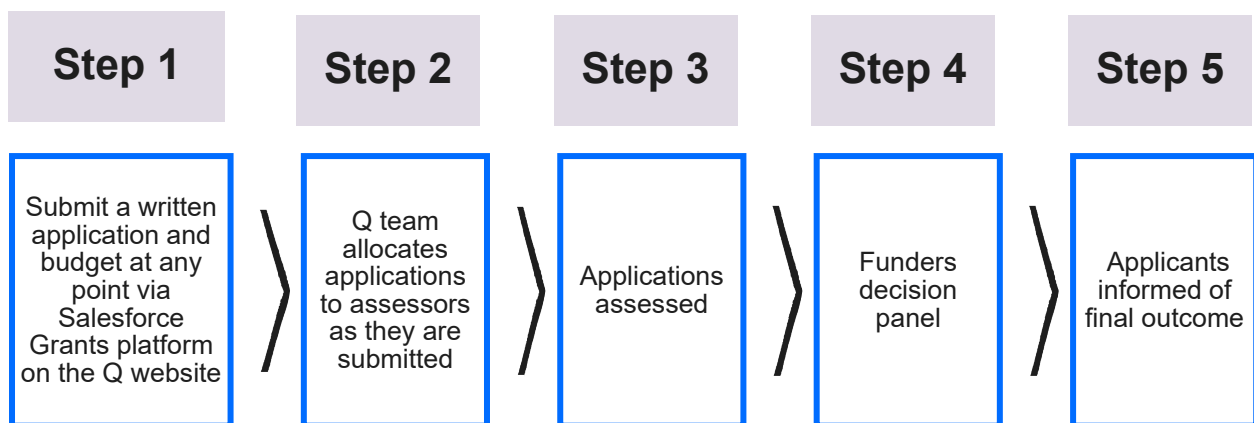 Step 1
Step 2
Step 3
Step 4
Step 5
Submit a written
application and
budget at any
point via
Salesforce
Grants platform
on the Q website
Q team
allocates
applications
to assessors
as they are
submitted
Applications
assessed
Funders
decision
panel
Applicants
informed of
final outcome